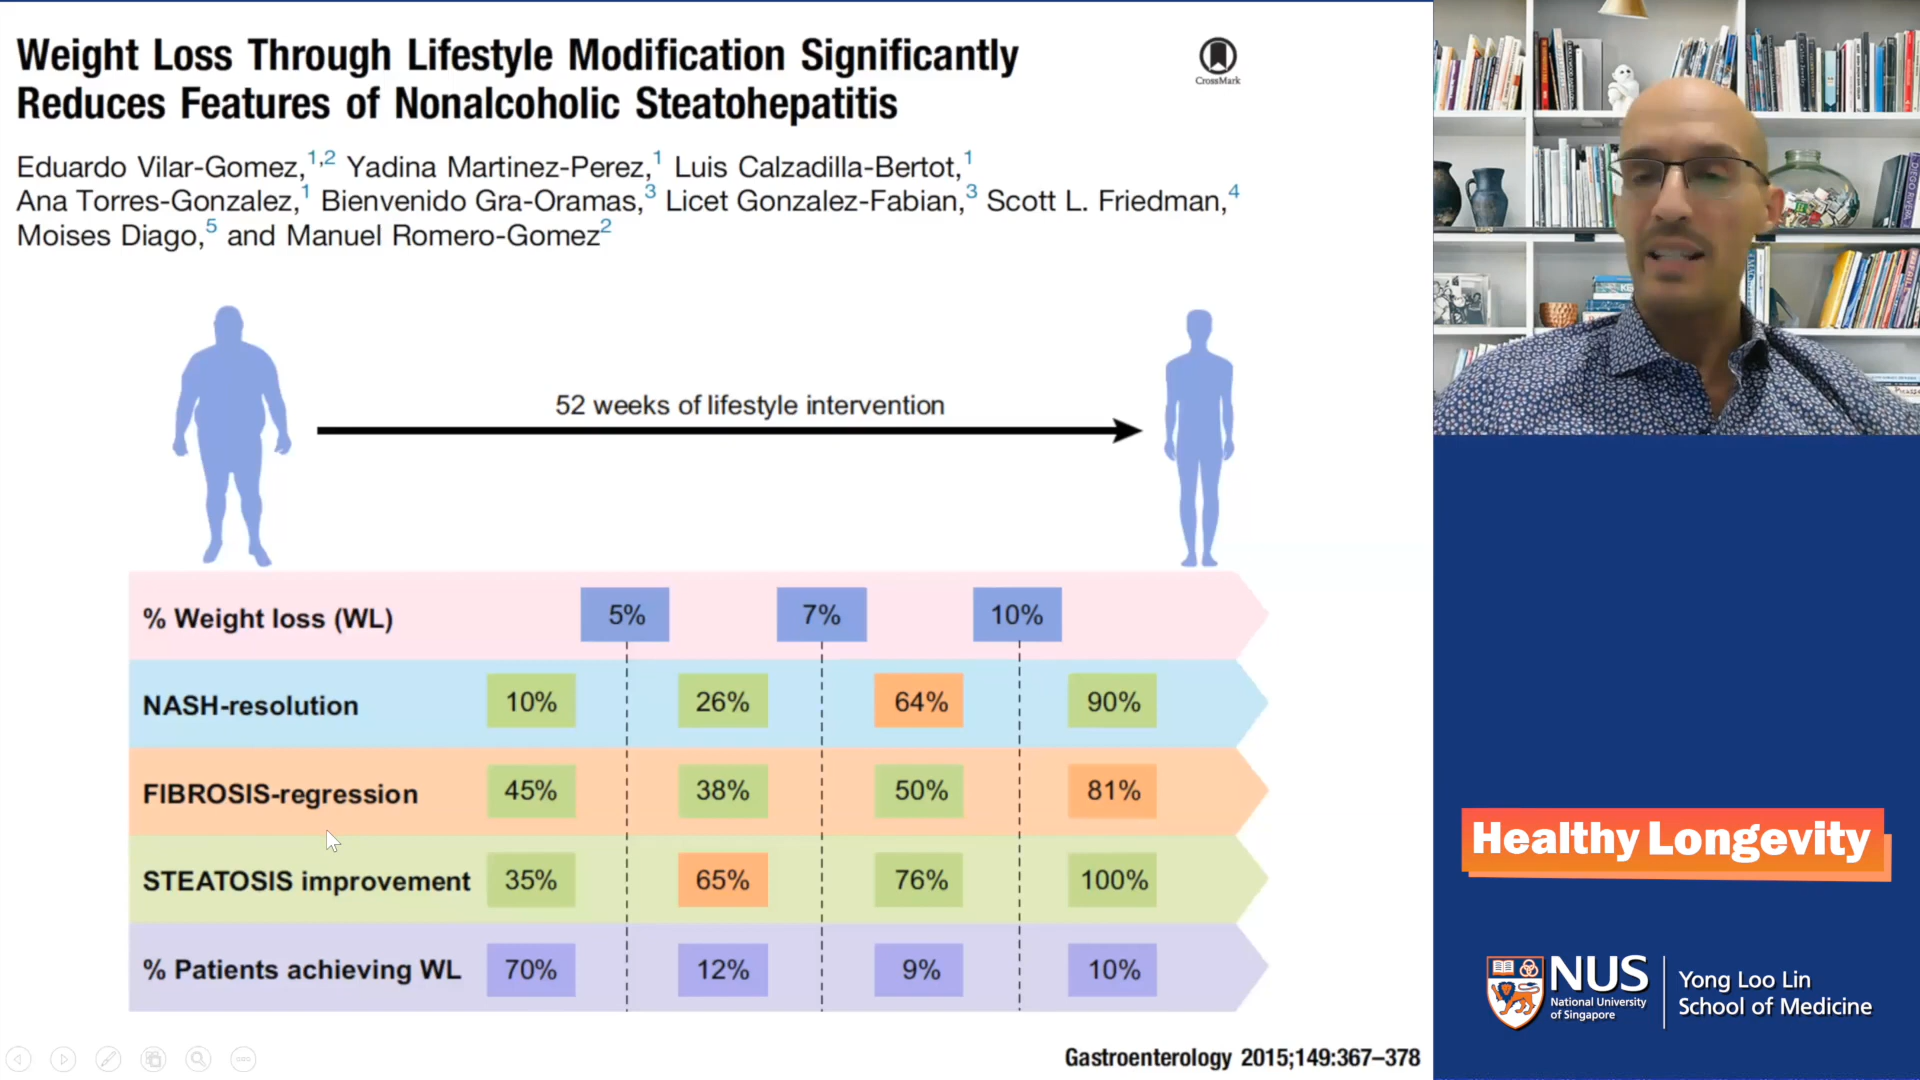 Weight Loss Through Lifestyle Modification Significantly
Reduces Features of Nonalcoholic Steatohepatitis
CrossMark
Eduardo Vilar-Gomez,1,2 Yadina Martinez-Perez,1 Luis Calzadilla-Bertot,1
Ana Torres-Gonzalez,1 Bienvenido Gra-Oramas,3 Licet Gonzalez-Fabian,3 Scott L. Friedman,4
Moises Diago,5 and Manuel Romero-Gomez2
52 weeks of lifestyle intervention
% Weight loss (WL) 5% 7% 10%
NASH-resolution 10% 26% 64% 90%
FIBROSIS-regression 45% 38% 50% 81%
STEATOSIS improvement 35% 65% 76% 100%
% Patients achieving WL 70% 12% 9% 10%
Gastroenterology 2015;149:367–378
DIEGO RIVERA
Healthy Longevity
NUS
National University
of Singapore
Yong Loo Lin
School of Medicine